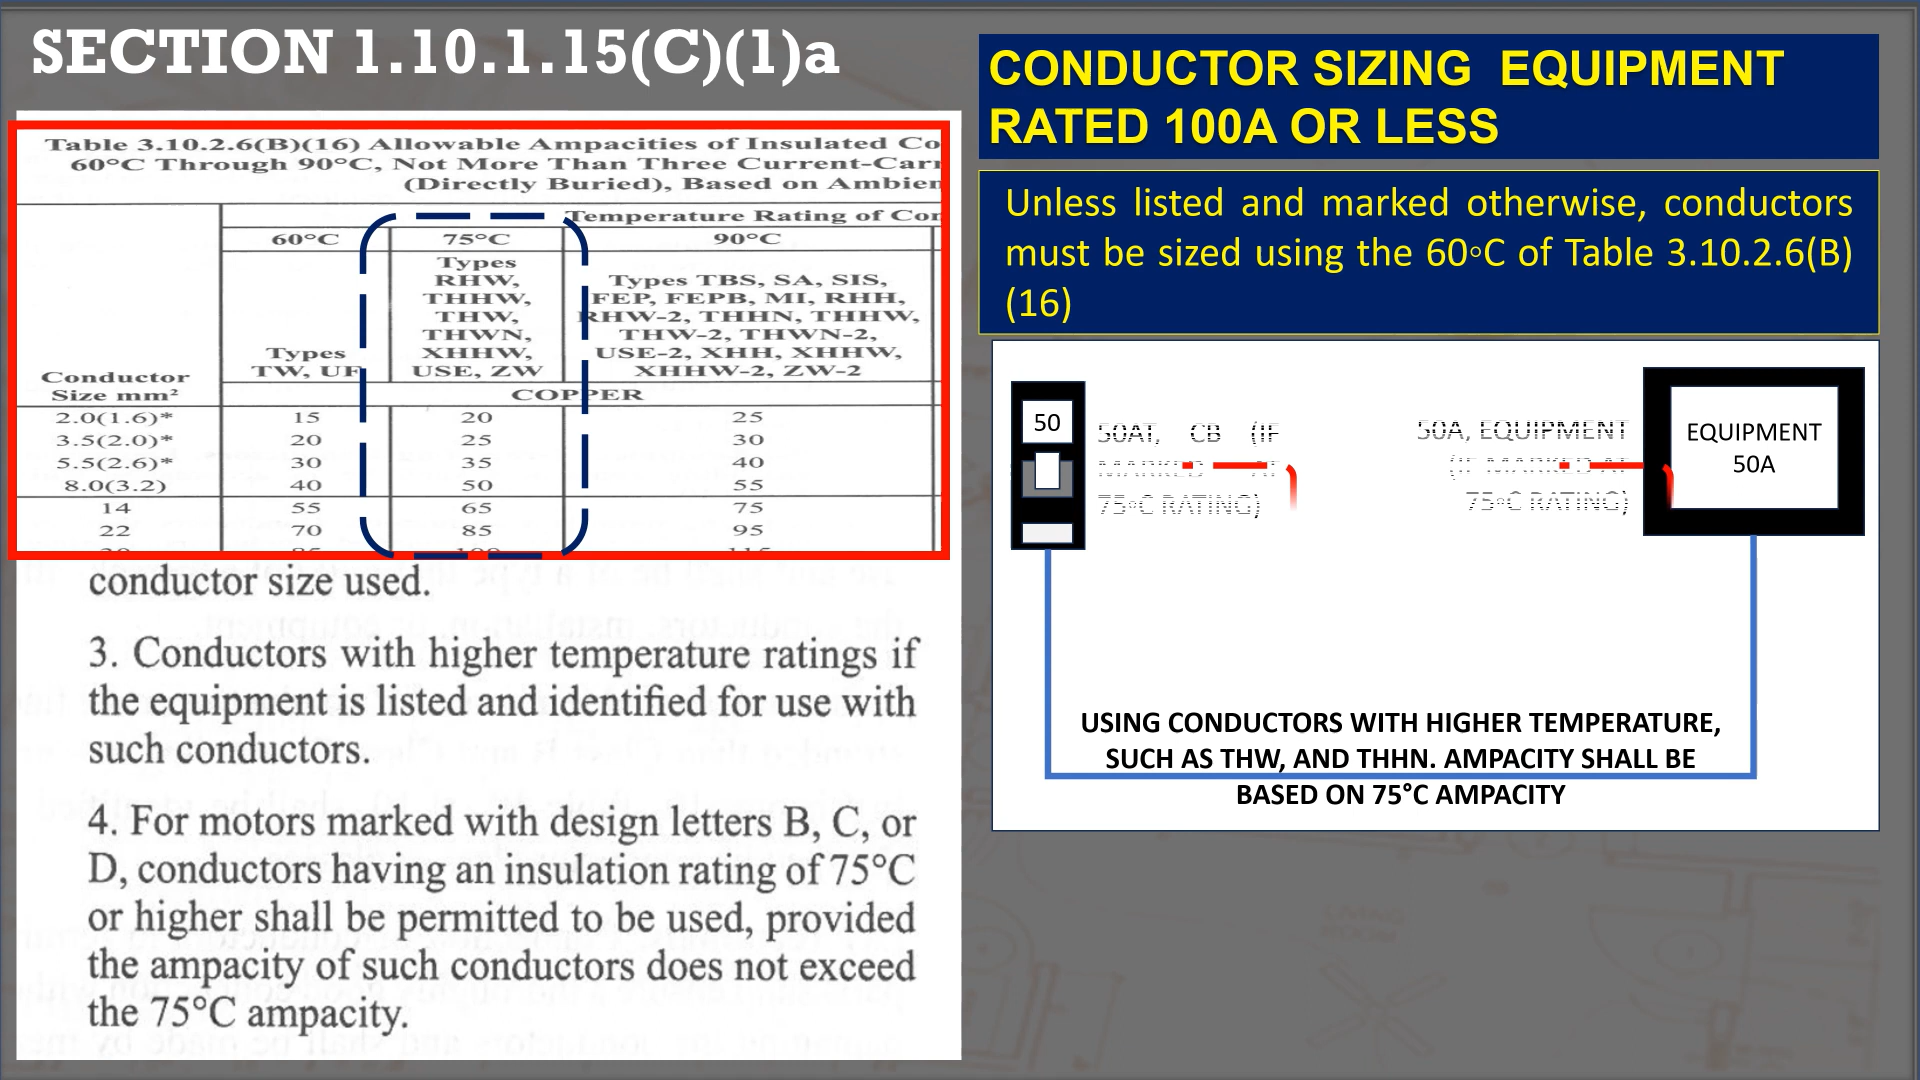 SECTION 1.10.1.15(C)(1)a
Table 3.10.2.6(B)(16) Allowable Ampacities of Insulated Co
60°C Through 90°C, Not More Than Three Current-Carr
(Directly Buried), Based on Ambien
Temperature Rating of Con
60°C 75°C 90°C
Types
RHW,
THHW,
THW,
THWN,
XHHW,
USE, ZW
Types TBS, SA, SIS,
FEP, FEPB, MI, RHH,
RHW-2, THHN, THHW,
THW-2, THWN-2,
USE-2, XHH, XHHW,
XHHW-2, ZW-2
Types
TW, UF
Conductor
Size mm²
COPPER
2.0(1.6)* 15 20 25
3.5(2.0)* 20 25 30
5.5(2.6)* 30 35 40
8.0(3.2) 40 50 55
14 55 65 75
22 70 85 95
conductor size used.
3. Conductors with higher temperature ratings if
the equipment is listed and identified for use with
such conductors.
4. For motors marked with design letters B, C, or
D, conductors having an insulation rating of 75°C
or higher shall be permitted to be used, provided
the ampacity of such conductors does not exceed
the 75°C ampacity.
CONDUCTOR SIZING EQUIPMENT
RATED 100A OR LESS
Unless listed and marked otherwise, conductors
must be sized using the 60◦C of Table 3.10.2.6(B)
(16)
50
50AT, CB (IF
MARKED AT
75◦C RATING)
50A, EQUIPMENT
(IF MARKED AT
75◦C RATING)
EQUIPMENT
50A
USING CONDUCTORS WITH HIGHER TEMPERATURE,
SUCH AS THW, AND THHN. AMPACITY SHALL BE
BASED ON 75°C AMPACITY